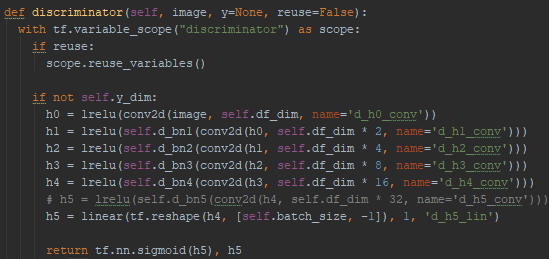 def discriminator(self, image, y=None, reuse=False):
  with tf.variable_scope("discriminator") as scope:
    if reuse:
      scope.reuse_variables()

    if not self.y_dim:
      h0 = lrelu(conv2d(image, self.df_dim, name='d_h0_conv'))
      h1 = lrelu(self.d_bn1(conv2d(h0, self.df_dim * 2, name='d_h1_conv')))
      h2 = lrelu(self.d_bn2(conv2d(h1, self.df_dim * 4, name='d_h2_conv')))
      h3 = lrelu(self.d_bn3(conv2d(h2, self.df_dim * 8, name='d_h3_conv')))
      h4 = lrelu(self.d_bn4(conv2d(h3, self.df_dim * 16, name='d_h4_conv')))
      # h5 = lrelu(self.d_bn5(conv2d(h4, self.df_dim * 32, name='d_h5_conv')))
      h5 = linear(tf.reshape(h4, [self.batch_size, -1]), 1, 'd_h5_lin')

      return tf.nn.sigmoid(h5), h5